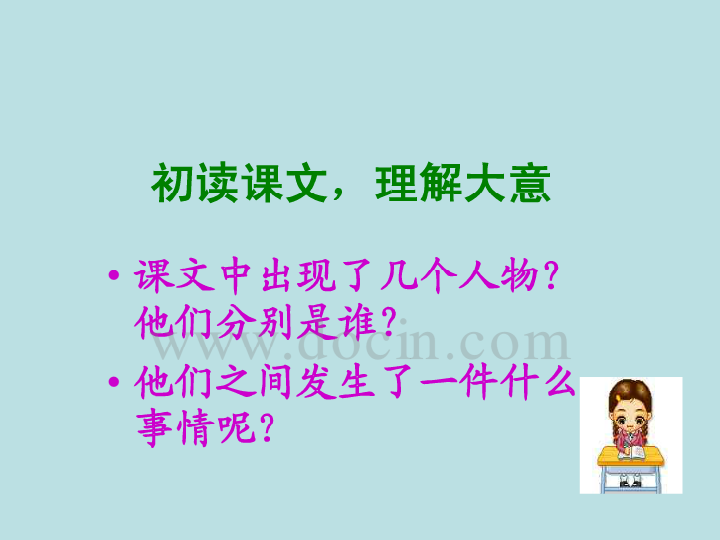 初读课文，理解大意
• 课文中出现了几个人物？
他们分别是谁？
www.docin.com
• 他们之间发生了一件什么
事情呢？